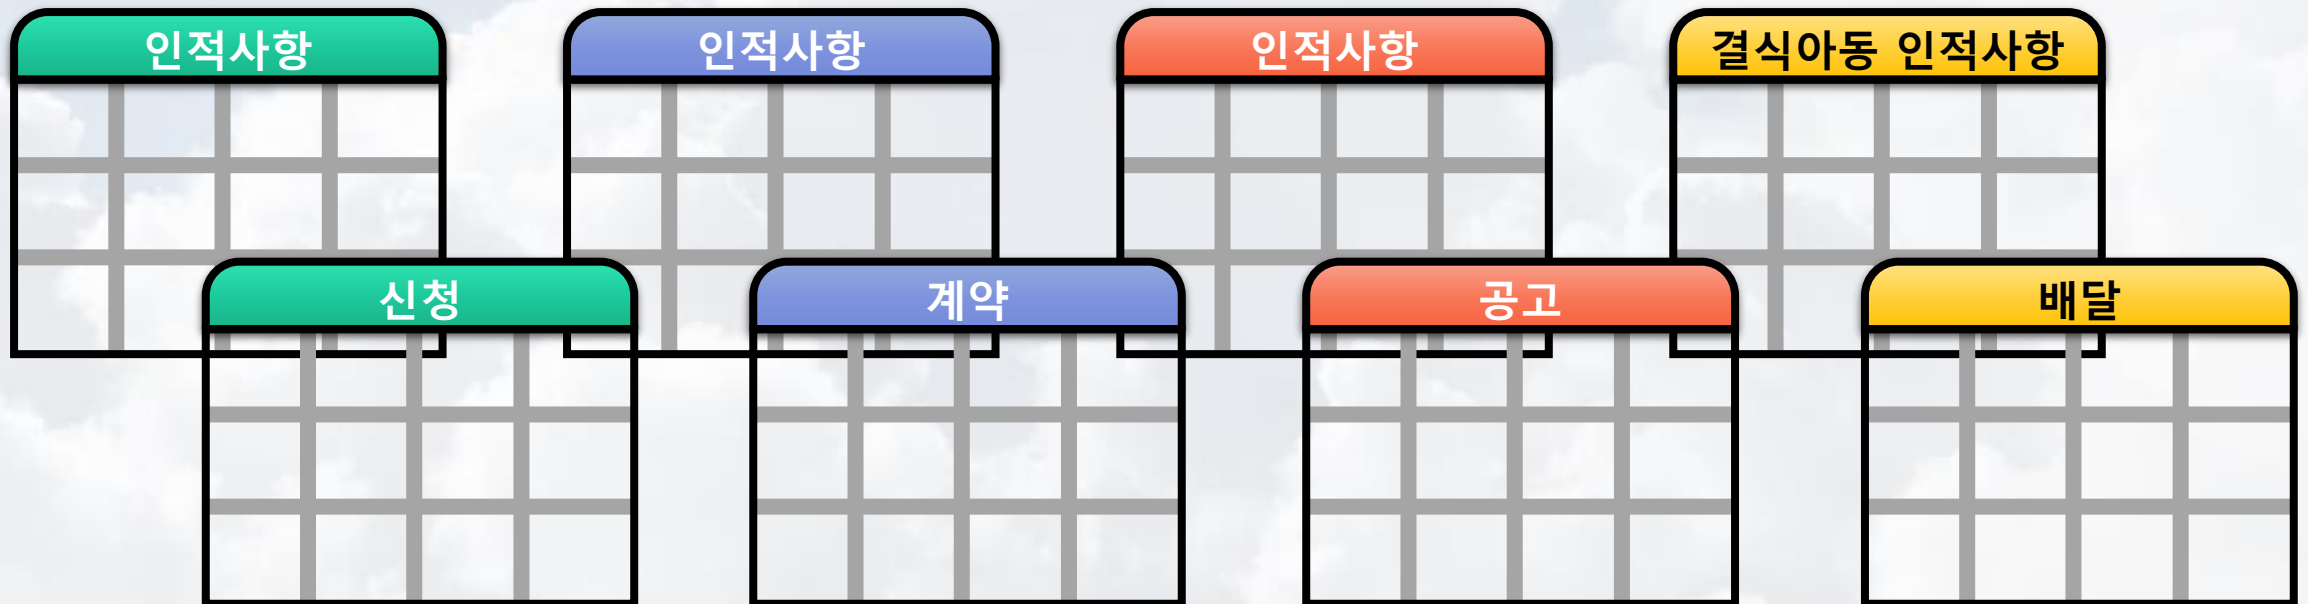 인적사항
인적사항
인적사항
결식아동 인적사항
신청
계약
공고
배달